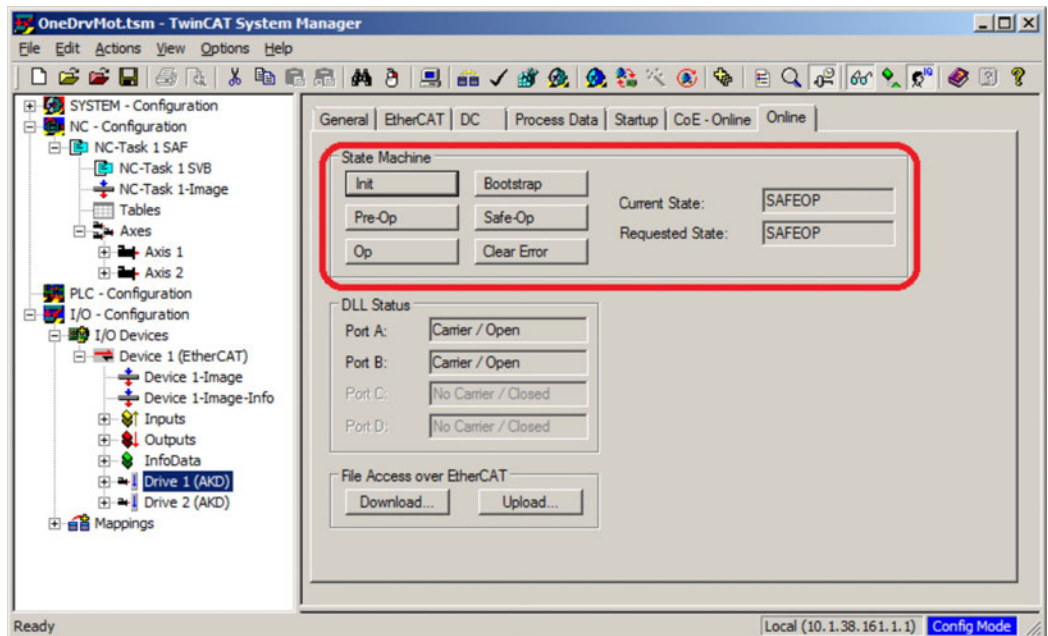 OneDrvMot.tsm - TwinCAT System Manager
File Edit Actions View Options Help
SYSTEM - Configuration
NC - Configuration
NC-Task 1 SAF
NC-Task 1 SVB
NC-Task 1-Image
Tables
Axes
Axis 1
Axis 2
PLC - Configuration
I/O - Configuration
I/O Devices
Device 1 (EtherCAT)
Device 1-Image
Device 1-Image-Info
Inputs
Outputs
InfoData
Drive 1 (AKD)
Drive 2 (AKD)
Mappings
General EtherCAT DC Process Data Startup CoE - Online Online
State Machine
Init Bootstrap
Pre-Op Safe-Op
Op Clear Error
Current State: SAFEOP
Requested State: SAFEOP
DLL Status
Port A: Carrier / Open
Port B: Carrier / Open
Port C: No Carrier / Closed
Port D: No Carrier / Closed
File Access over EtherCAT
Download... Upload...
Ready Local (10.1.38.161.1.1) Config Mode